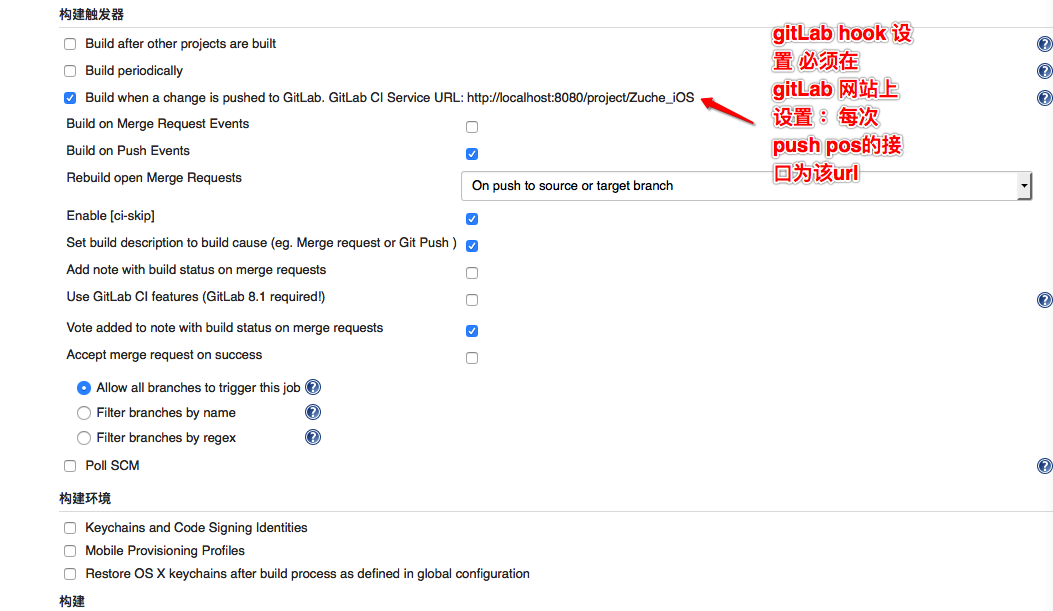 构建触发器
Build after other projects are built
Build periodically
Build when a change is pushed to GitLab. GitLab CI Service URL: http://localhost:8080/project/Zuche_iOS
gitLab hook 设
置 必须在
gitLab 网站上
设置 ：每次
push pos的接
口为该url
Build on Merge Request Events
Build on Push Events
Rebuild open Merge Requests
On push to source or target branch
Enable [ci-skip]
Set build description to build cause (eg. Merge request or Git Push )
Add note with build status on merge requests
Use GitLab CI features (GitLab 8.1 required!)
Vote added to note with build status on merge requests
Accept merge request on success
Allow all branches to trigger this job
Filter branches by name
Filter branches by regex
Poll SCM
构建环境
Keychains and Code Signing Identities
Mobile Provisioning Profiles
Restore OS X keychains after build process as defined in global configuration
构建